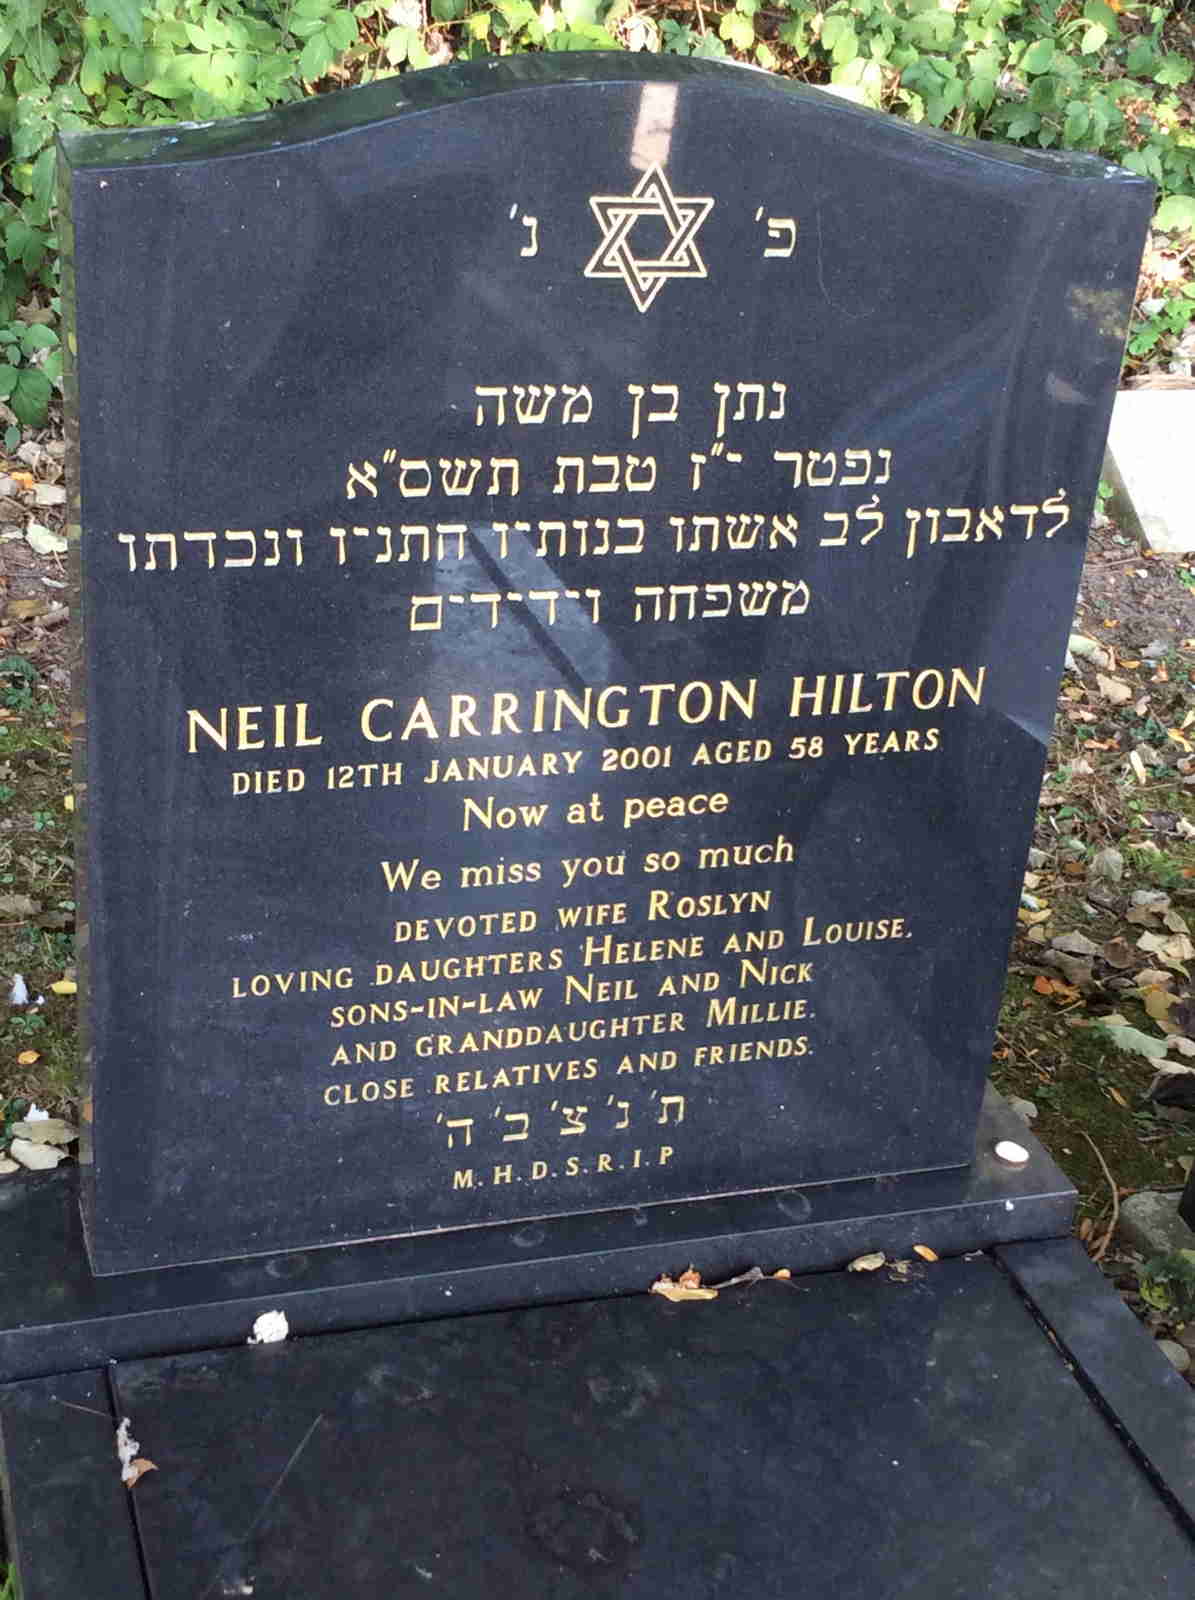 פ' נ'
נתן בן משה
נפטר י"ז טבת תשס"א
לדאבון לב אשתו בנותיו חתניו ונכדתו
משפחה וידידים
NEIL CARRINGTON HILTON
DIED 12TH JANUARY 2001 AGED 58 YEARS
Now at peace
We miss you so much
DEVOTED WIFE ROSLYN
LOVING DAUGHTERS HELENE AND LOUISE,
SONS-IN-LAW NEIL AND NICK
AND GRANDDAUGHTER MILLIE.
CLOSE RELATIVES AND FRIENDS.
ת' נ' צ' ב' ה'
M.H.D.S.R.I.P